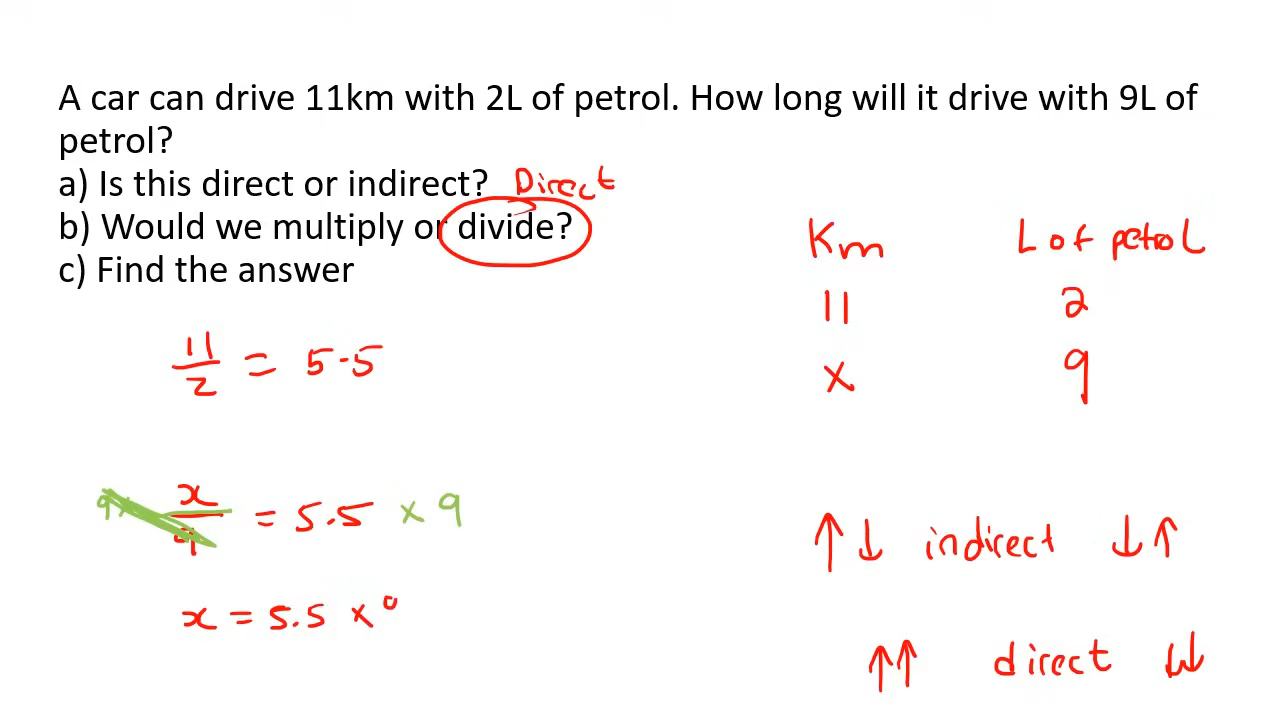 A car can drive 11km with 2L of petrol. How long will it drive with 9L of
petrol?
a) Is this direct or indirect? Direct
b) Would we multiply or divide?
c) Find the answer
Km L of petrol
11 2
x 9
11/2 = 5.5
9× x/9 = 5.5 × 9
x = 5.5 ×
↑↓ indirect ↓↑
↑↑ direct ↓↓